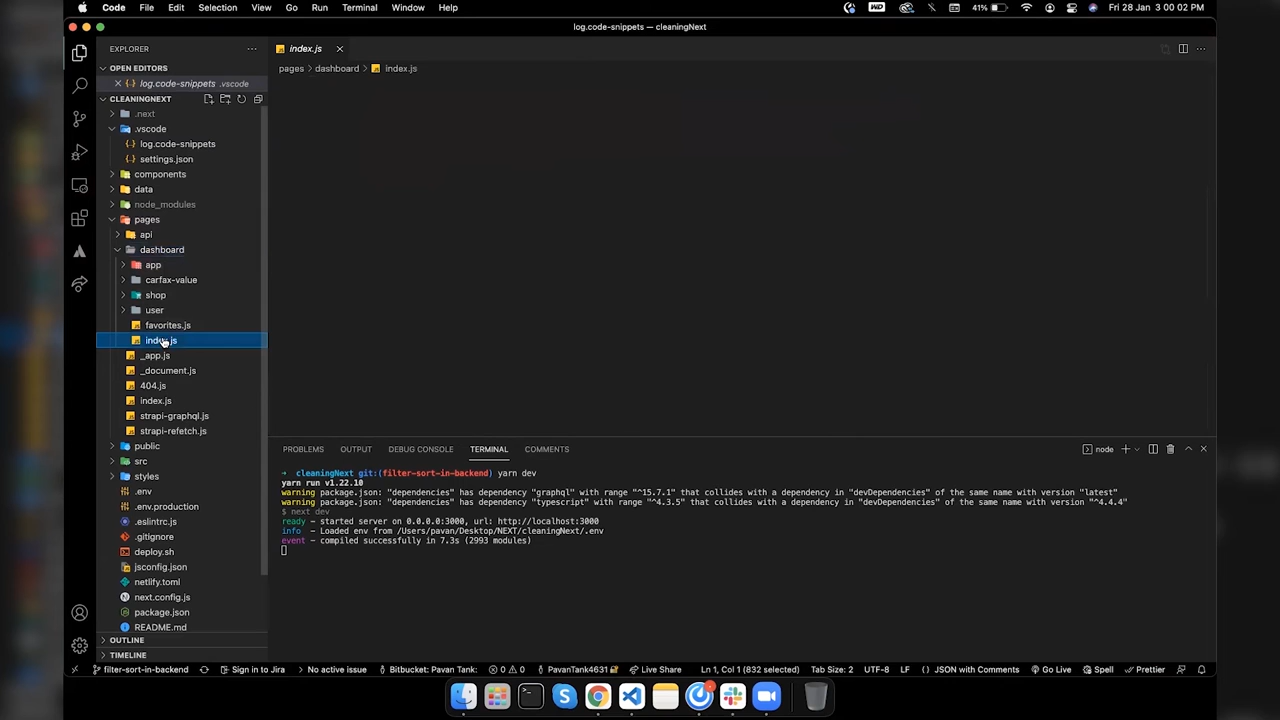 Code File Edit Selection View Go Run Terminal Window Help
WD 41% Fri 28 Jan 3 00 02 PM
log.code-snippets — cleaningNext
EXPLORER
OPEN EDITORS
log.code-snippets .vscode
CLEANINGNEXT
.next
.vscode
log.code-snippets
settings.json
components
data
node_modules
pages
api
dashboard
app
carfax-value
shop
user
favorites.js
index.js
_app.js
_document.js
404.js
index.js
strapi-graphql.js
strapi-refetch.js
public
src
styles
.env
.env.production
.eslintrc.js
.gitignore
deploy.sh
jsconfig.json
netlify.toml
next.config.js
package.json
README.md
OUTLINE
TIMELINE
index.js
pages > dashboard > index.js
PROBLEMS OUTPUT DEBUG CONSOLE TERMINAL COMMENTS
node
➜ cleaningNext git:(filter-sort-in-backend) yarn dev
yarn run v1.22.10
warning package.json: "dependencies" has dependency "graphql" with range "^15.7.1" that collides with a dependency in "devDependencies" of the same name with version "latest"
warning package.json: "dependencies" has dependency "typescript" with range "^4.3.5" that collides with a dependency in "devDependencies" of the same name with version "^4.4.4"
$ next dev
ready - started server on 0.0.0.0:3000, url: http://localhost:3000
info - Loaded env from /Users/pavan/Desktop/NEXT/cleaningNext/.env
event - compiled successfully in 7.3s (2993 modules)
filter-sort-in-backend Sign in to Jira No active issue Bitbucket: Pavan Tank: 0 0 PavanTank4631 Live Share Ln 1, Col 1 (832 selected) Tab Size: 2 UTF-8 LF {} JSON with Comments Go Live Spell Prettier